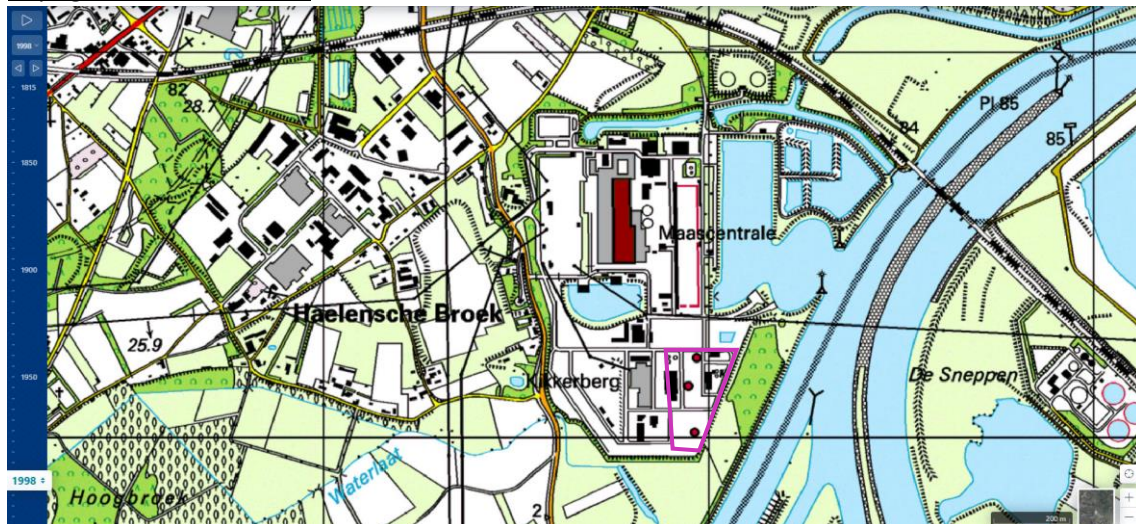 1998
1815
1850
1900
1950
1998
82
28.7
Pl 85
84
85
Maascentrale
Haelensche Broek
25.9
Kikkerberg
De Sneppen
Waterlaat
Hoogbroek
2
200 m
+
−